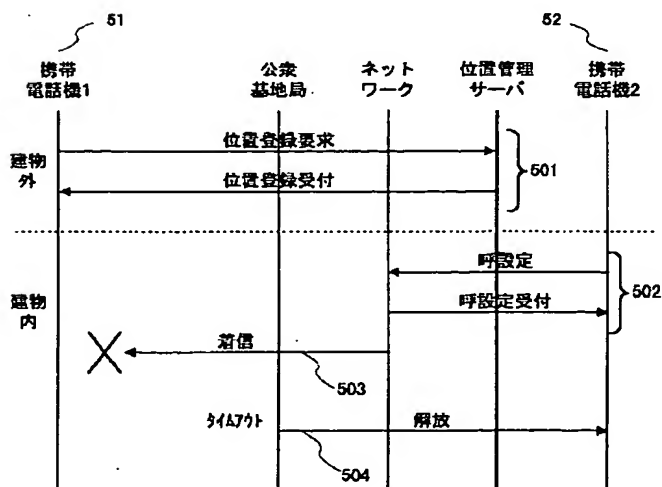 51
52
携帯
電話機1
公衆
基地局
ネット
ワーク
位置管理
サーバ
携帯
電話機2
建物
外
位置登録要求
位置登録受付
501
建物
内
呼設定
呼設定受付
502
着信
503
タイムアウト
解放
504